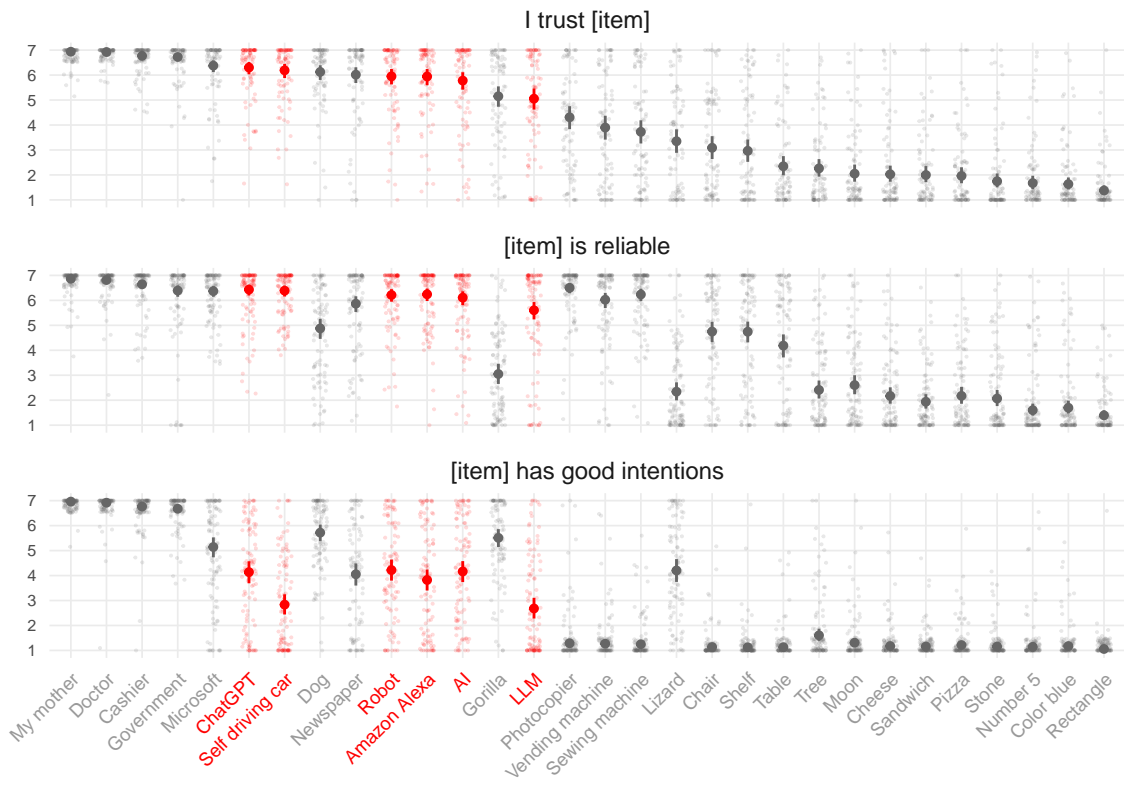 I trust [item]
7
6
5
4
3
2
1
[item] is reliable
7
6
5
4
3
2
1
[item] has good intentions
7
6
5
4
3
2
1
My mother
Doctor
Cashier
Government
Microsoft
ChatGPT
Self driving car
Dog
Newspaper
Robot
Amazon Alexa
AI
Gorilla
LLM
Photocopier
Vending machine
Sewing machine
Lizard
Chair
Shelf
Table
Tree
Moon
Cheese
Sandwich
Pizza
Stone
Number 5
Color blue
Rectangle